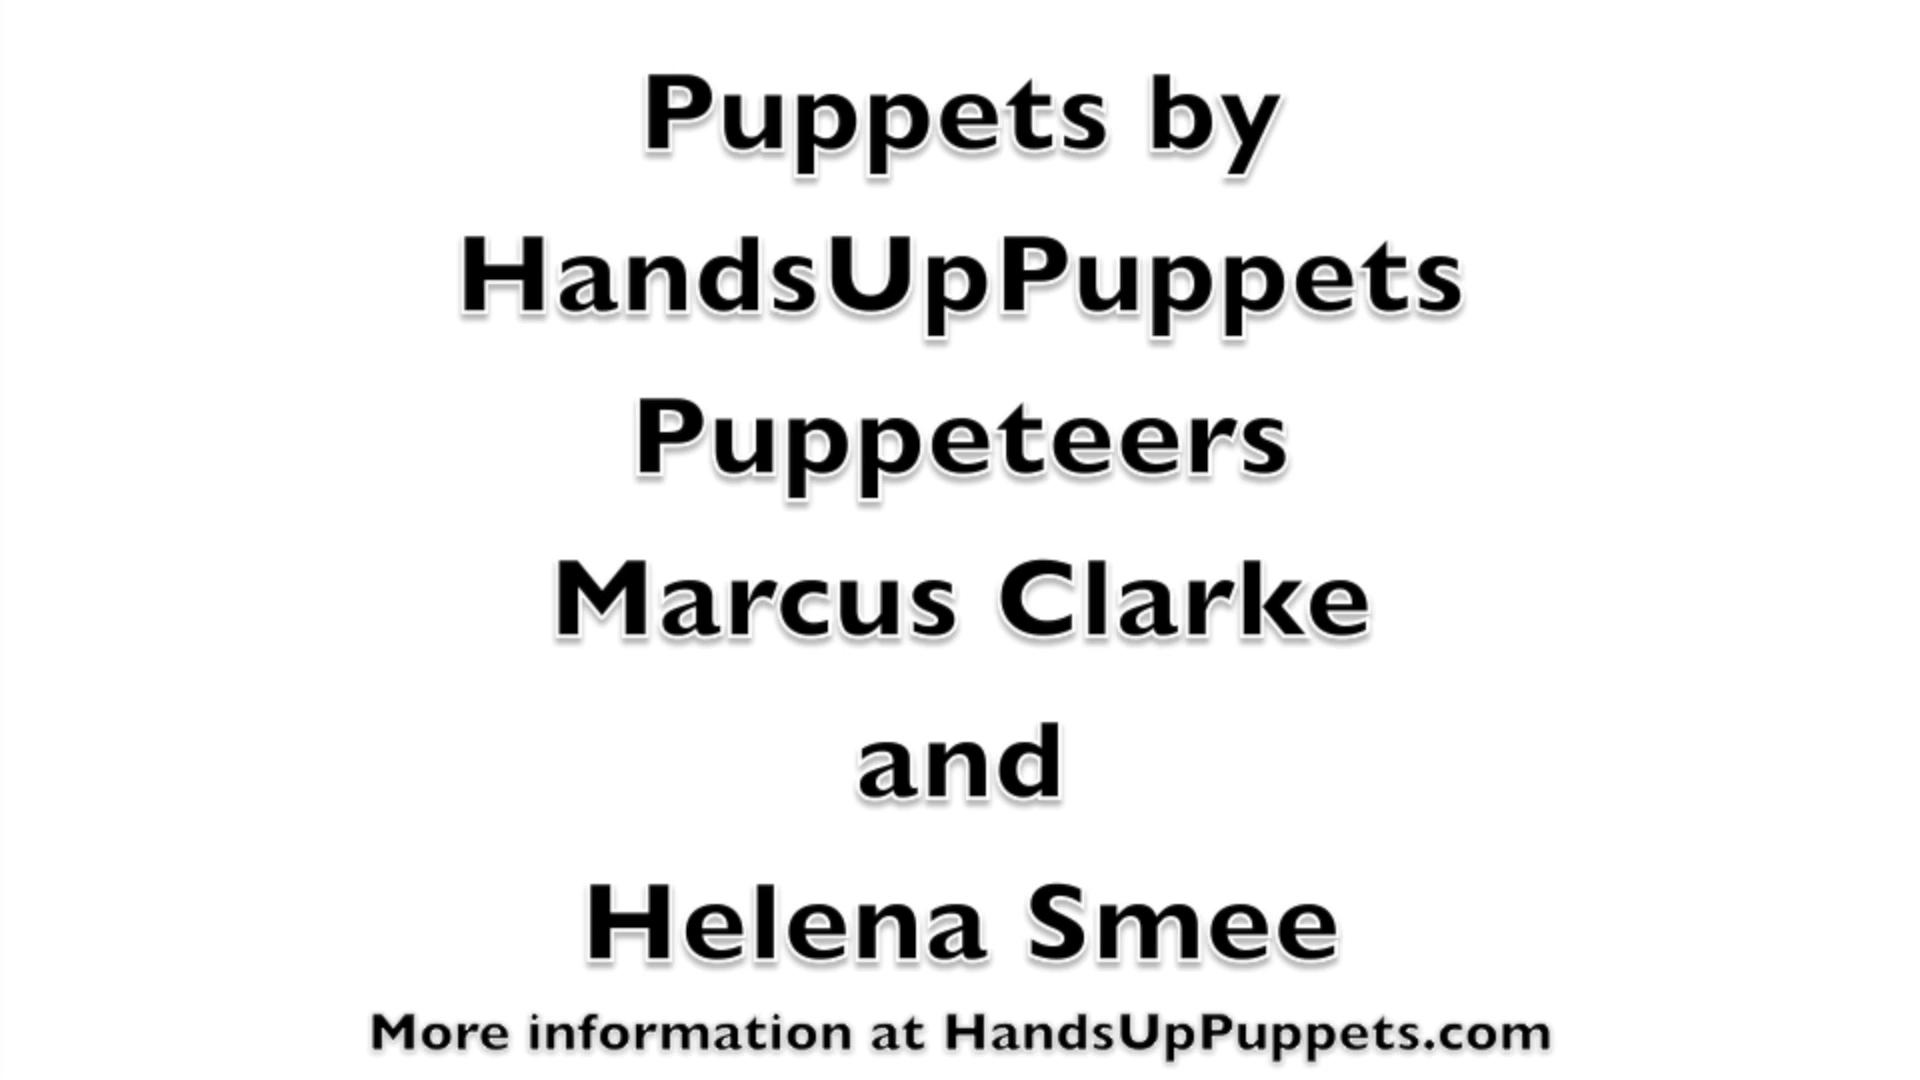 Puppets by
HandsUpPuppets
Puppeteers
Marcus Clarke
and
Helena Smee
More information at HandsUpPuppets.com